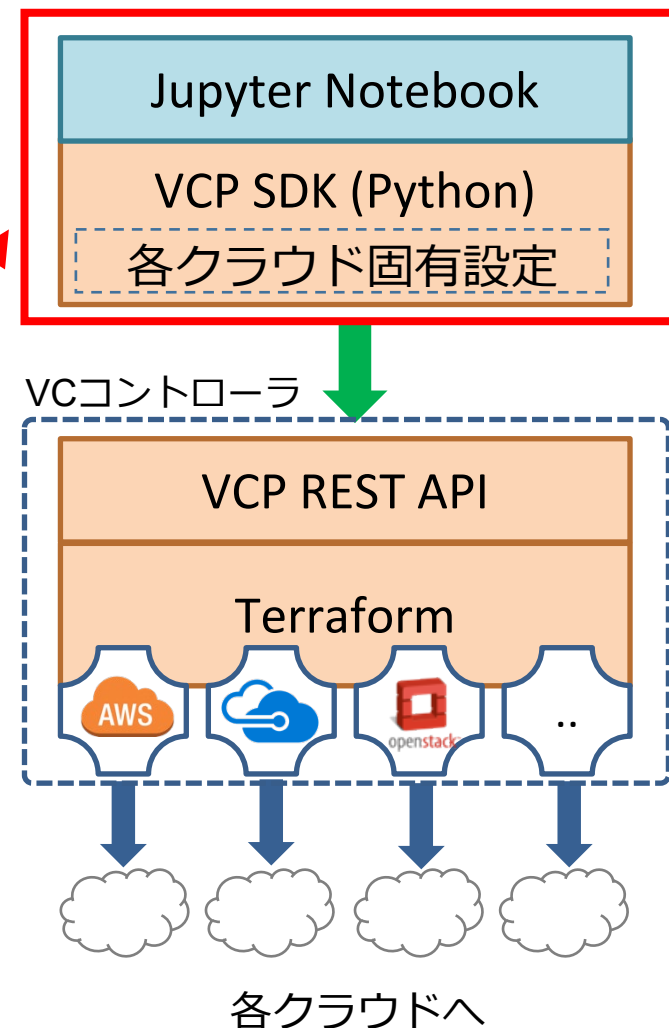 Jupyter Notebook
VCP SDK (Python)
各クラウド固有設定
VCコントローラ
VCP REST API
Terraform
AWS
openstack
..
各クラウドへ